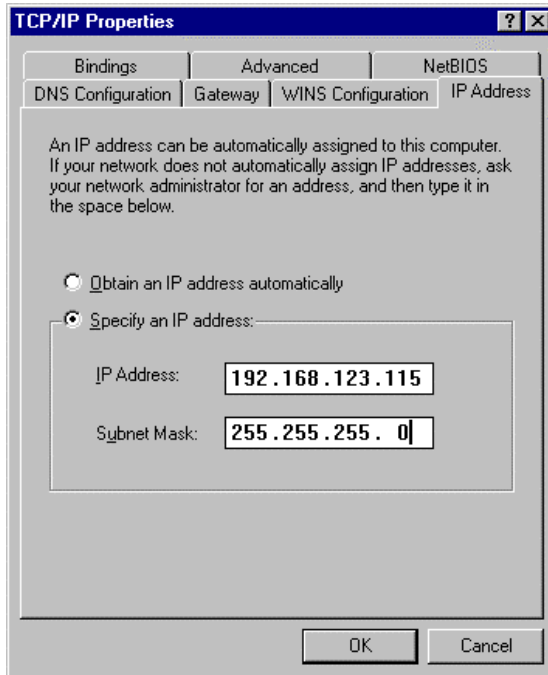 TCP/IP Properties
Bindings Advanced NetBIOS
DNS Configuration Gateway WINS Configuration IP Address
An IP address can be automatically assigned to this computer.
If your network does not automatically assign IP addresses, ask
your network administrator for an address, and then type it in
the space below.
Obtain an IP address automatically
Specify an IP address:
IP Address: 192.168.123.115
Subnet Mask: 255.255.255. 0
OK Cancel